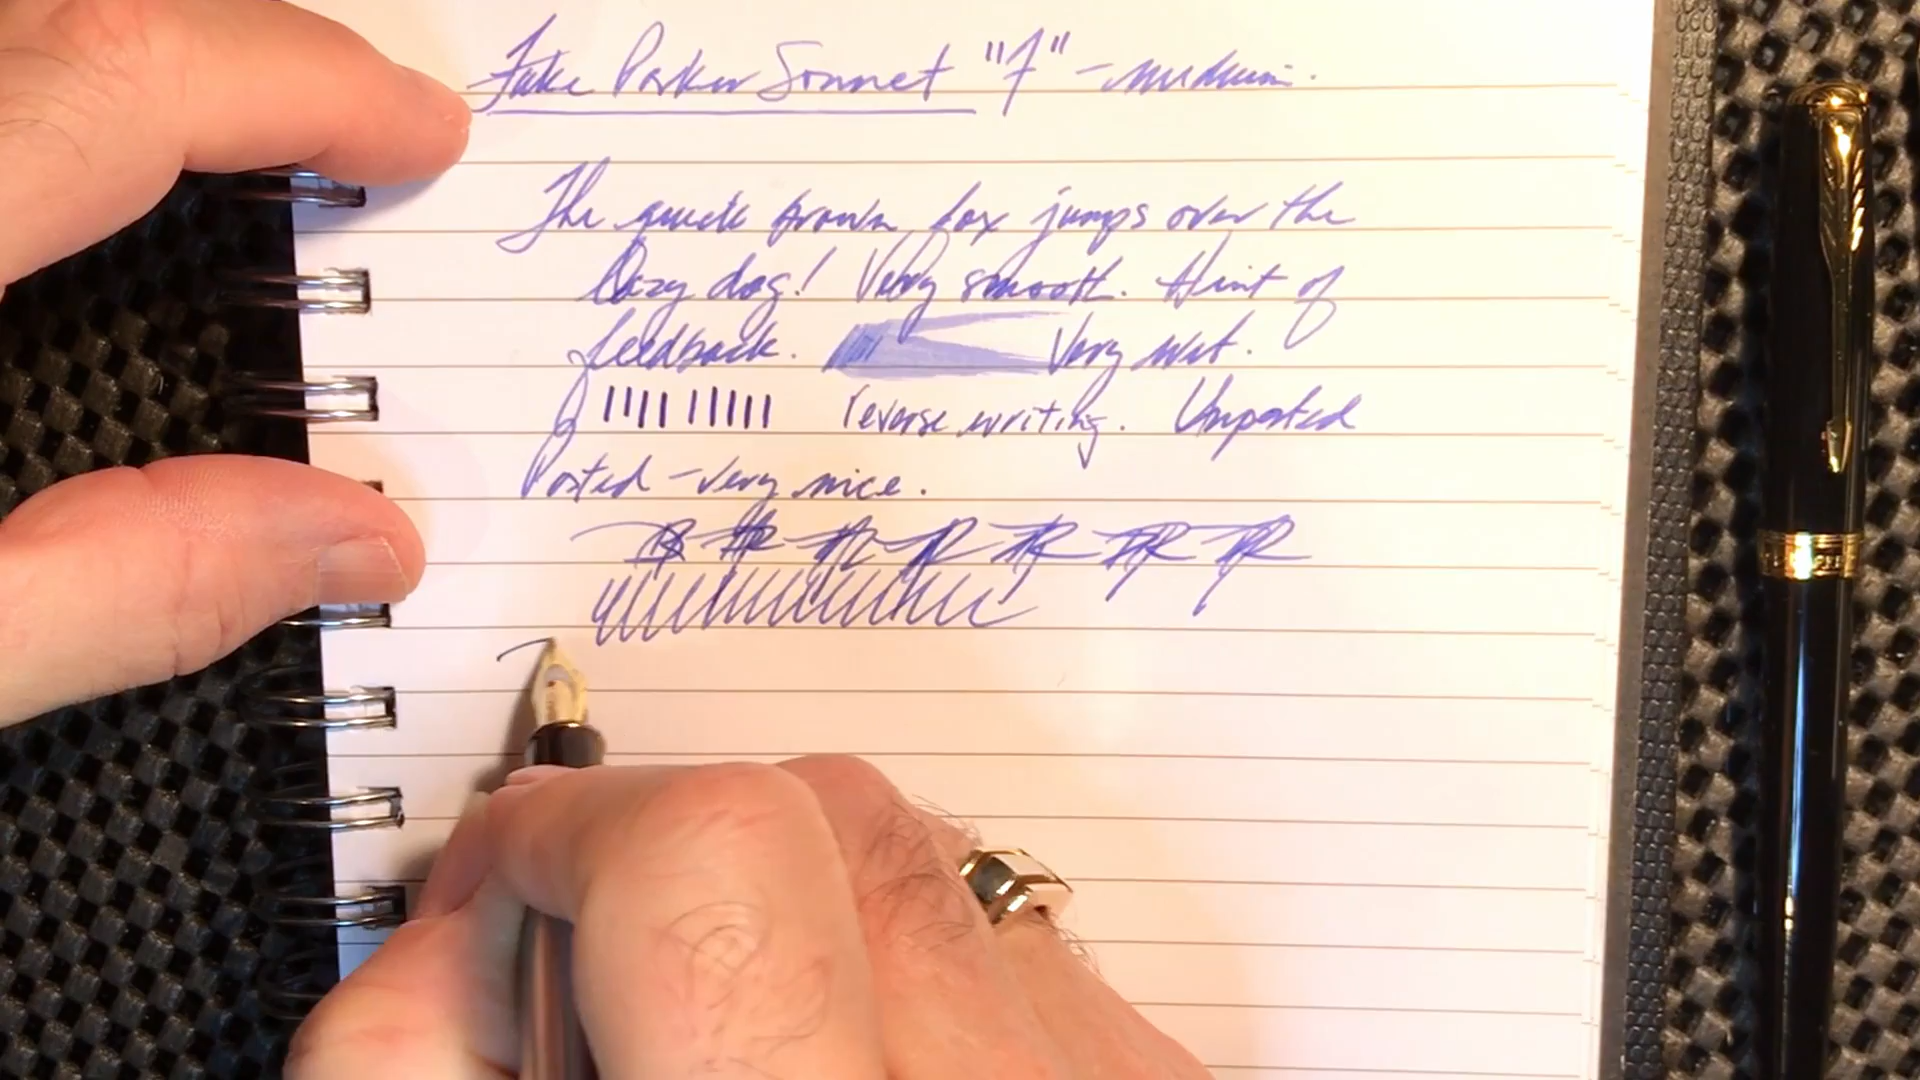 Fake Parker Sonnet "F" - medium.
The quick brown fox jumps over the
lazy dog! Very smooth. Hint of
feedback. Very wet.
reverse writing. Unposted
Posted - very nice.